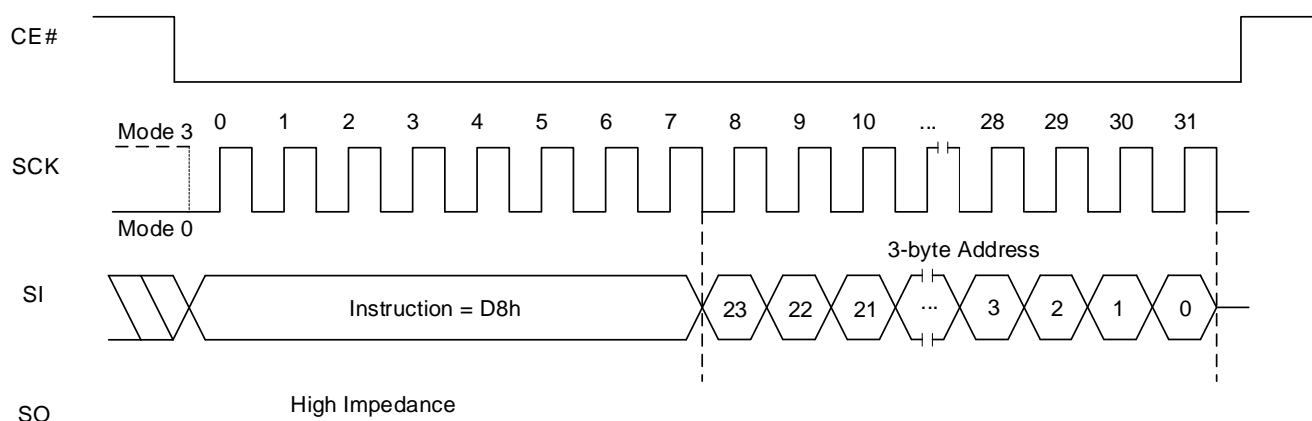 CE#
Mode 3
0 1 2 3 4 5 6 7 8 9 10 ... 28 29 30 31
SCK
Mode 0
3-byte Address
SI
Instruction = D8h
23 22 21 ... 3 2 1 0
High Impedance
SO